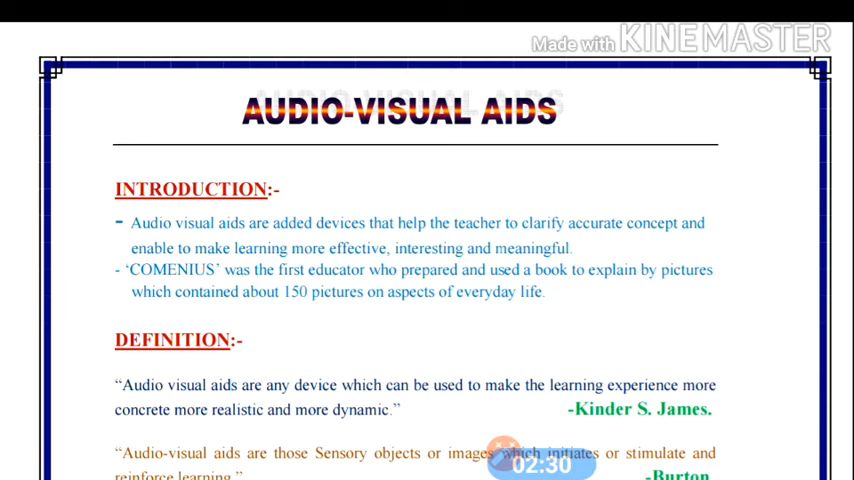 Made with KINEMASTER
AUDIO-VISUAL AIDS
INTRODUCTION:-
- Audio visual aids are added devices that help the teacher to clarify accurate concept and
enable to make learning more effective, interesting and meaningful.
- ‘COMENIUS’ was the first educator who prepared and used a book to explain by pictures
which contained about 150 pictures on aspects of everyday life.
DEFINITION:-
“Audio visual aids are any device which can be used to make the learning experience more
concrete more realistic and more dynamic.” -Kinder S. James.
“Audio-visual aids are those Sensory objects or images which initiates or stimulate and
reinforce learning.” -Burton.
02:30